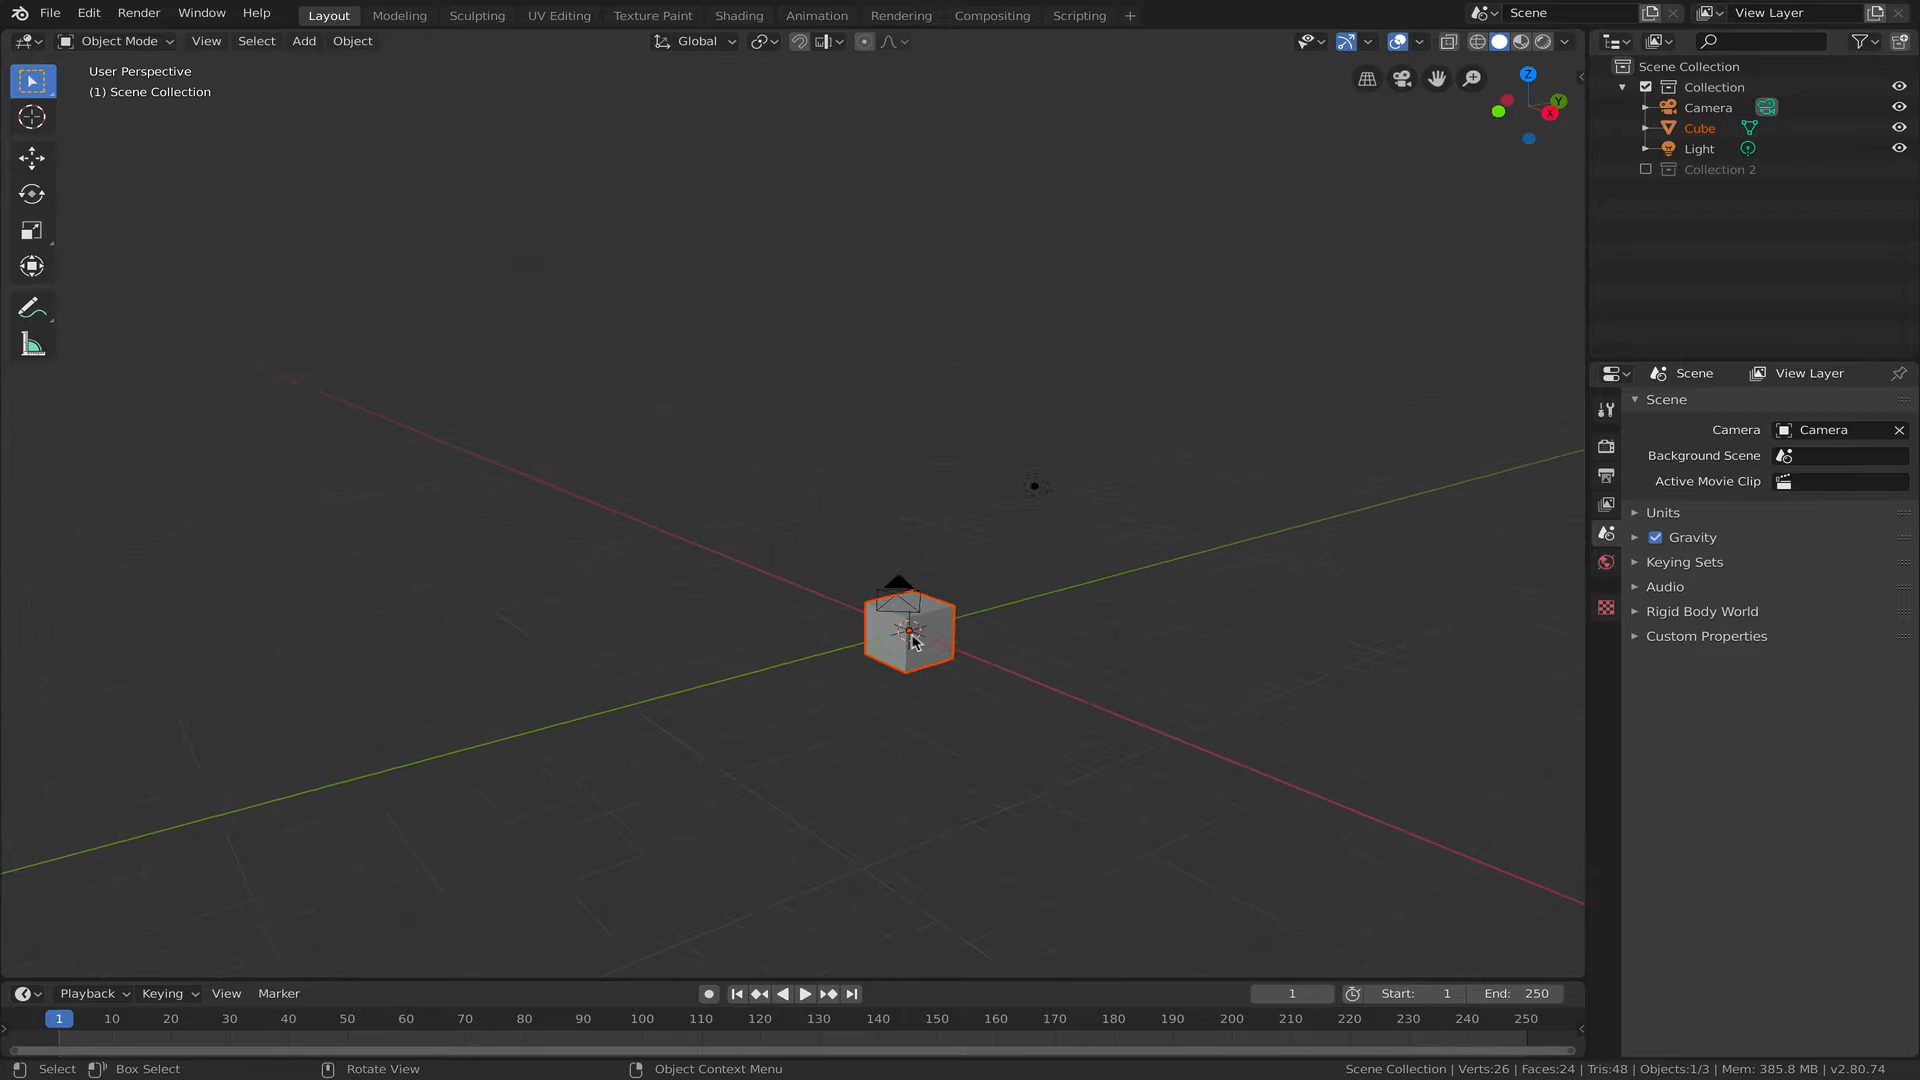 File Edit Render Window Help Layout Modeling Sculpting UV Editing Texture Paint Shading Animation Rendering Compositing Scripting + Scene View Layer
Object Mode View Select Add Object Global
User Perspective
(1) Scene Collection
Z
Y
X
Scene Collection
Collection
Camera
Cube
Light
Collection 2
Scene View Layer
Scene
Camera Camera
Background Scene
Active Movie Clip
Units
Gravity
Keying Sets
Audio
Rigid Body World
Custom Properties
Playback Keying View Marker 1 Start: 1 End: 250
1 10 20 30 40 50 60 70 80 90 100 110 120 130 140 150 160 170 180 190 200 210 220 230 240 250
Select Box Select Rotate View Object Context Menu Scene Collection | Verts:26 | Faces:24 | Tris:48 | Objects:1/3 | Mem: 385.8 MB | v2.80.74